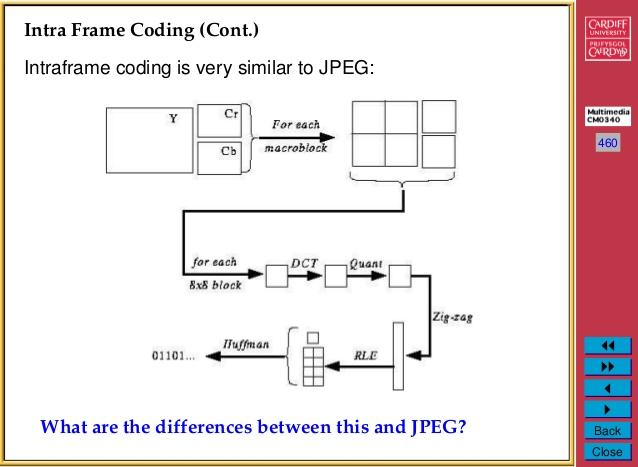 Intra Frame Coding (Cont.)
Intraframe coding is very similar to JPEG:
Y
Cr
Cb
For each
macroblock
for each
8x8 block
DCT
Quant
Zig-zag
RLE
Huffman
01101...
What are the differences between this and JPEG?
CARDIFF
UNIVERSITY
PRIFYSGOL
CAERDYDD
Multimedia
CM0340
460
Back
Close